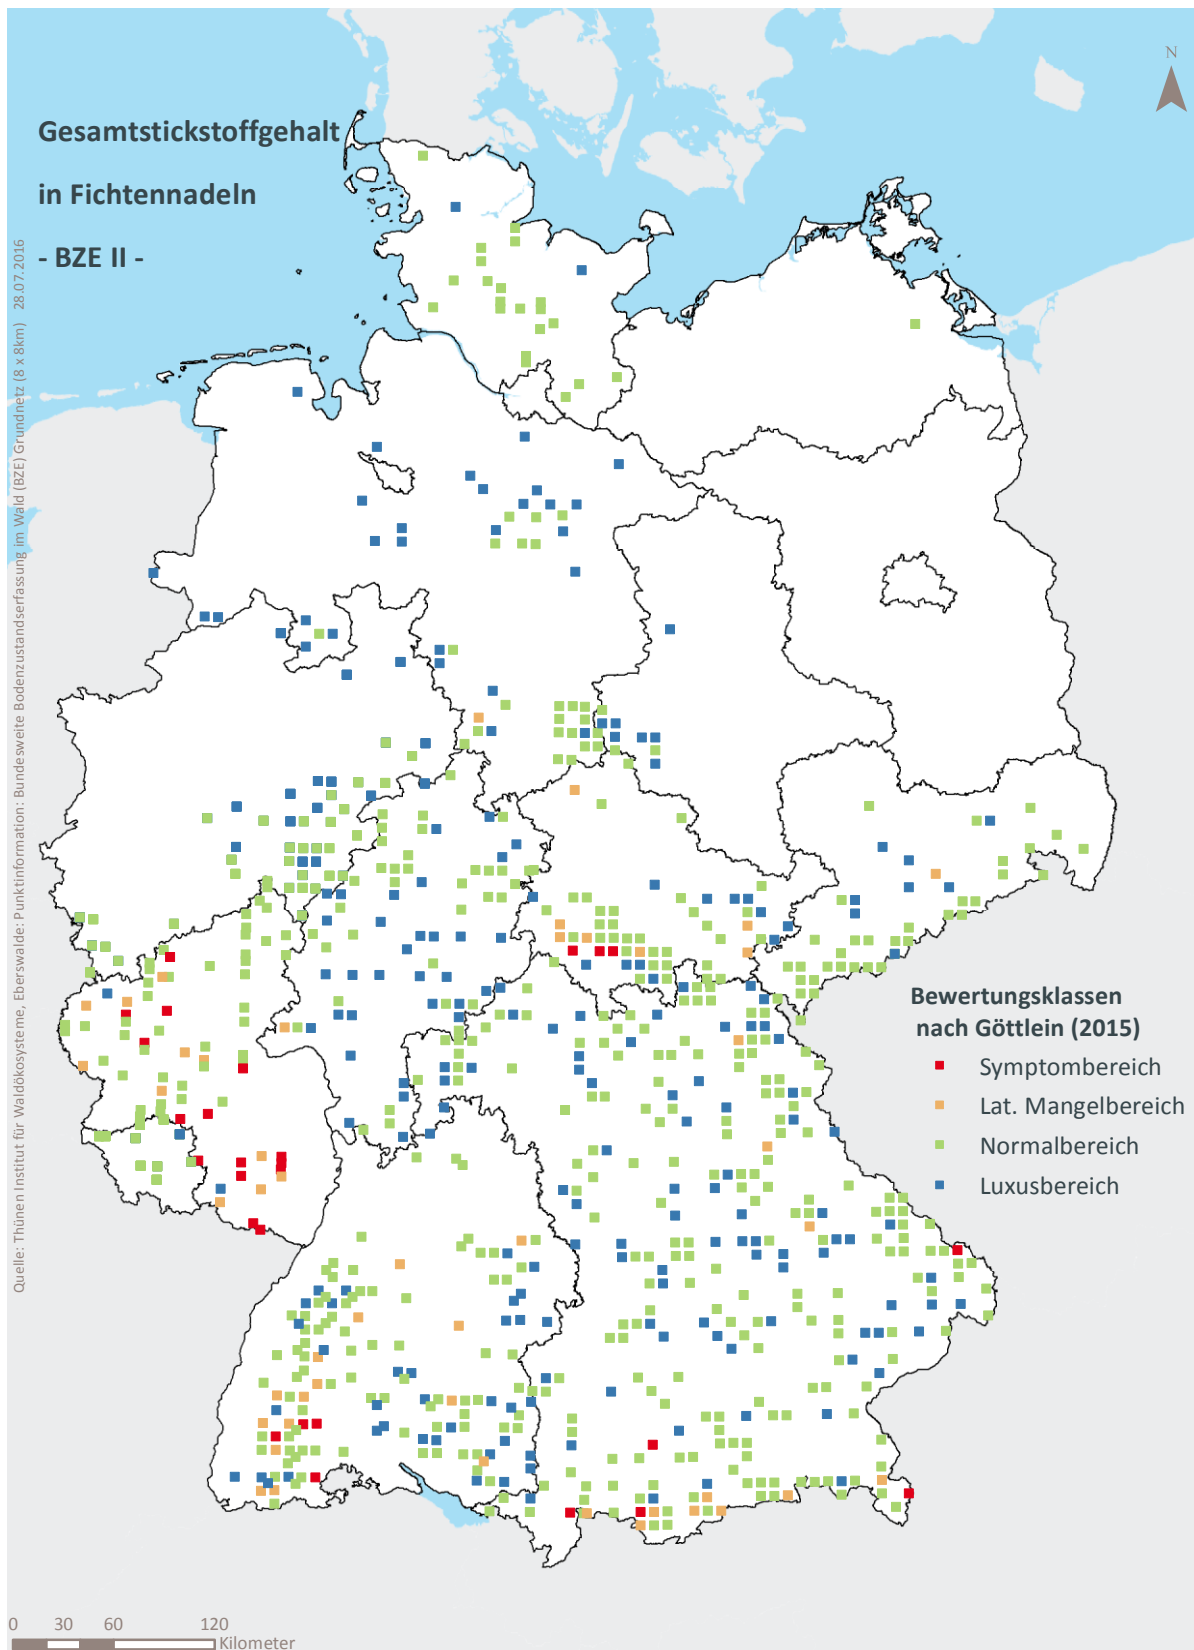 Gesamtstickstoffgehalt
in Fichtennadeln
- BZE II -
N
Quelle: Thünen Institut für Waldökosysteme, Eberswalde: Punktinformation: Bundesweite Bodenzustandserfassung im Wald (BZE) Grundnetz (8 x 8km) 28.07.2016
Bewertungsklassen
nach Göttlein (2015)
Symptombereich
Lat. Mangelbereich
Normalbereich
Luxusbereich
0 30 60 120
Kilometer